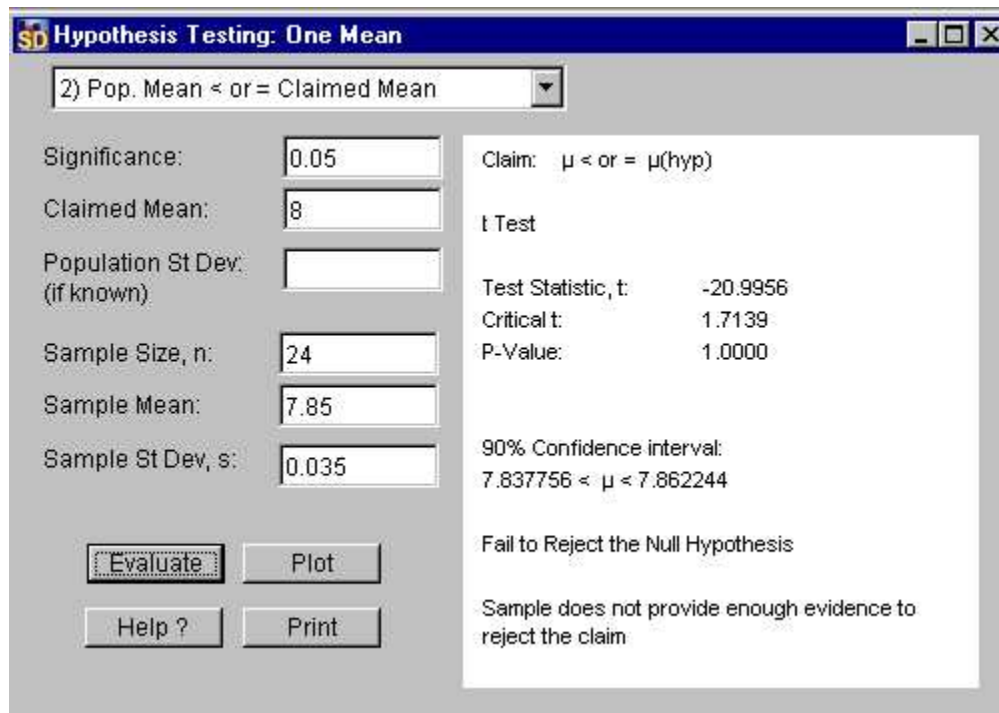 SD Hypothesis Testing: One Mean
2) Pop. Mean < or = Claimed Mean
Significance: 0.05
Claimed Mean: 8
Population St Dev:
(if known)
Sample Size, n: 24
Sample Mean: 7.85
Sample St Dev, s: 0.035
Evaluate Plot
Help ? Print
Claim: μ < or = μ(hyp)
t Test
Test Statistic, t: -20.9956
Critical t: 1.7139
P-Value: 1.0000
90% Confidence interval:
7.837756 < μ < 7.862244
Fail to Reject the Null Hypothesis
Sample does not provide enough evidence to
reject the claim